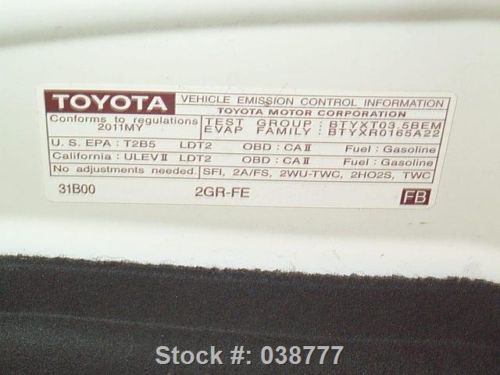 TOYOTA VEHICLE EMISSION CONTROL INFORMATION
TOYOTA MOTOR CORPORATION
Conforms to regulations TEST GROUP : BTYXT03.5BEM
2011MY EVAP FAMILY : BTYXR0165A22
U. S. EPA : T2B5 LDT2 OBD : CA II Fuel : Gasoline
California : ULEV II LDT2 OBD : CA II Fuel : Gasoline
No adjustments needed. SFI, 2A/FS, 2WU-TWC, 2HO2S, TWC
31B00 2GR-FE FB
Stock #: 038777